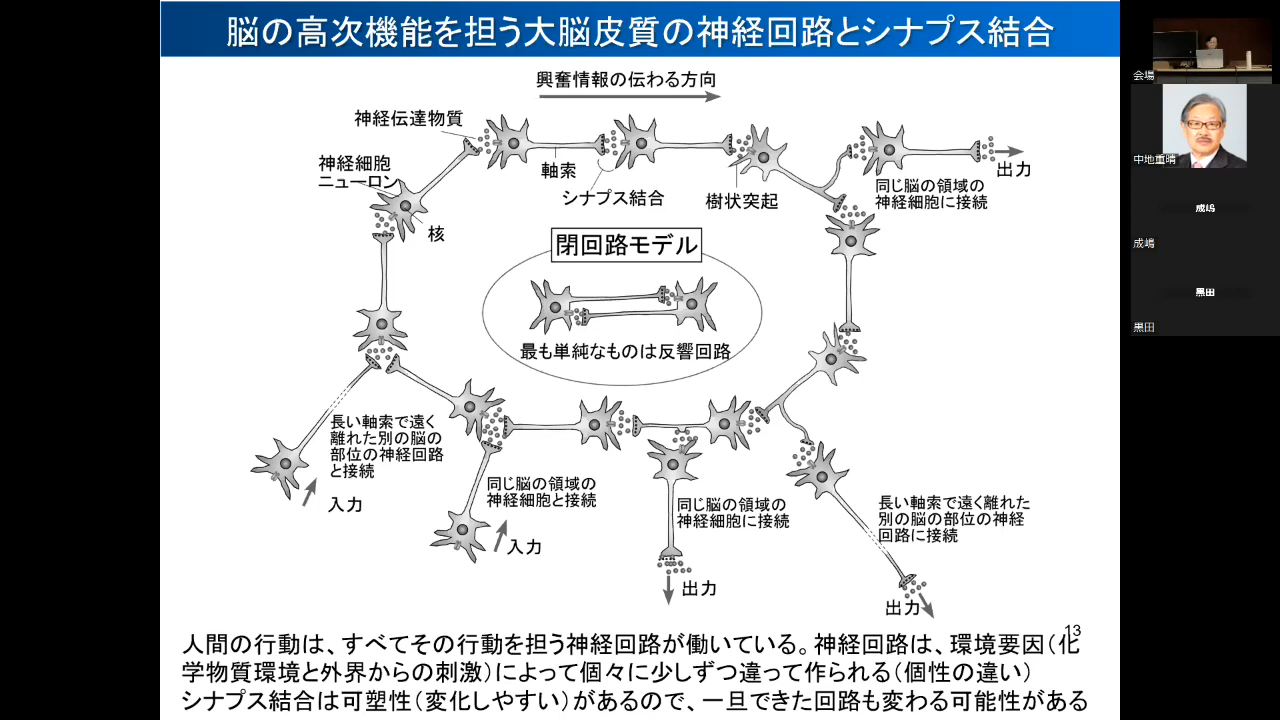 脳の高次機能を担う大脳皮質の神経回路とシナプス結合
興奮情報の伝わる方向
神経伝達物質
神経細胞
ニューロン
核
軸索
シナプス結合
樹状突起
同じ脳の領域の
神経細胞に接続
出力
閉回路モデル
最も単純なものは反響回路
長い軸索で遠く
離れた別の脳の
部位の神経回路
と接続
入力
同じ脳の領域の
神経細胞と接続
入力
同じ脳の領域の
神経細胞に接続
出力
長い軸索で遠く離れた
別の脳の部位の神経
回路に接続
出力
13
人間の行動は、すべてその行動を担う神経回路が働いている。神経回路は、環境要因（化
学物質環境と外界からの刺激）によって個々に少しずつ違って作られる（個性の違い）
シナプス結合は可塑性（変化しやすい）があるので、一旦できた回路も変わる可能性がある
会場
中地重晴
成嶋
成嶋
黒田
黒田